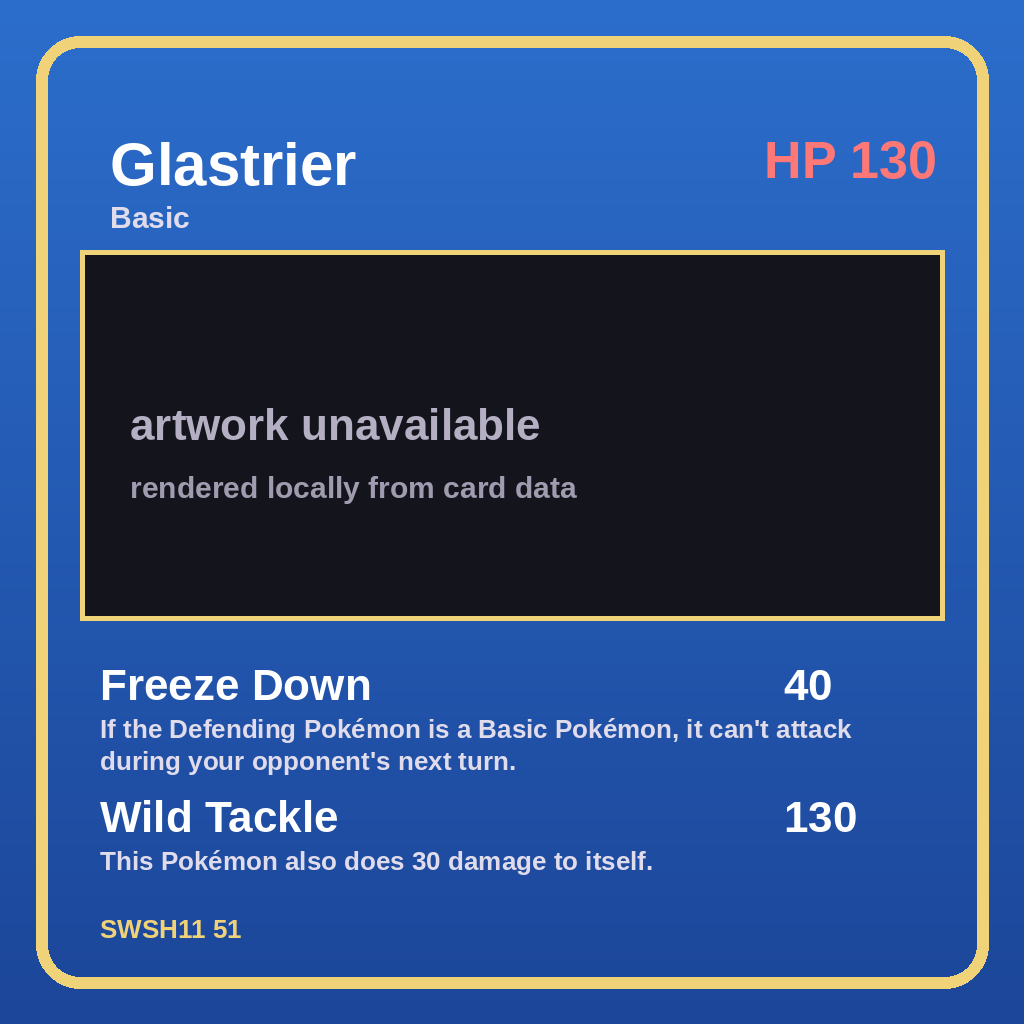 Glastrier
HP 130
Basic
artwork unavailable
rendered locally from card data
Freeze Down 40
If the Defending Pokémon is a Basic Pokémon, it can't attack
during your opponent's next turn.
Wild Tackle 130
This Pokémon also does 30 damage to itself.
SWSH11 51